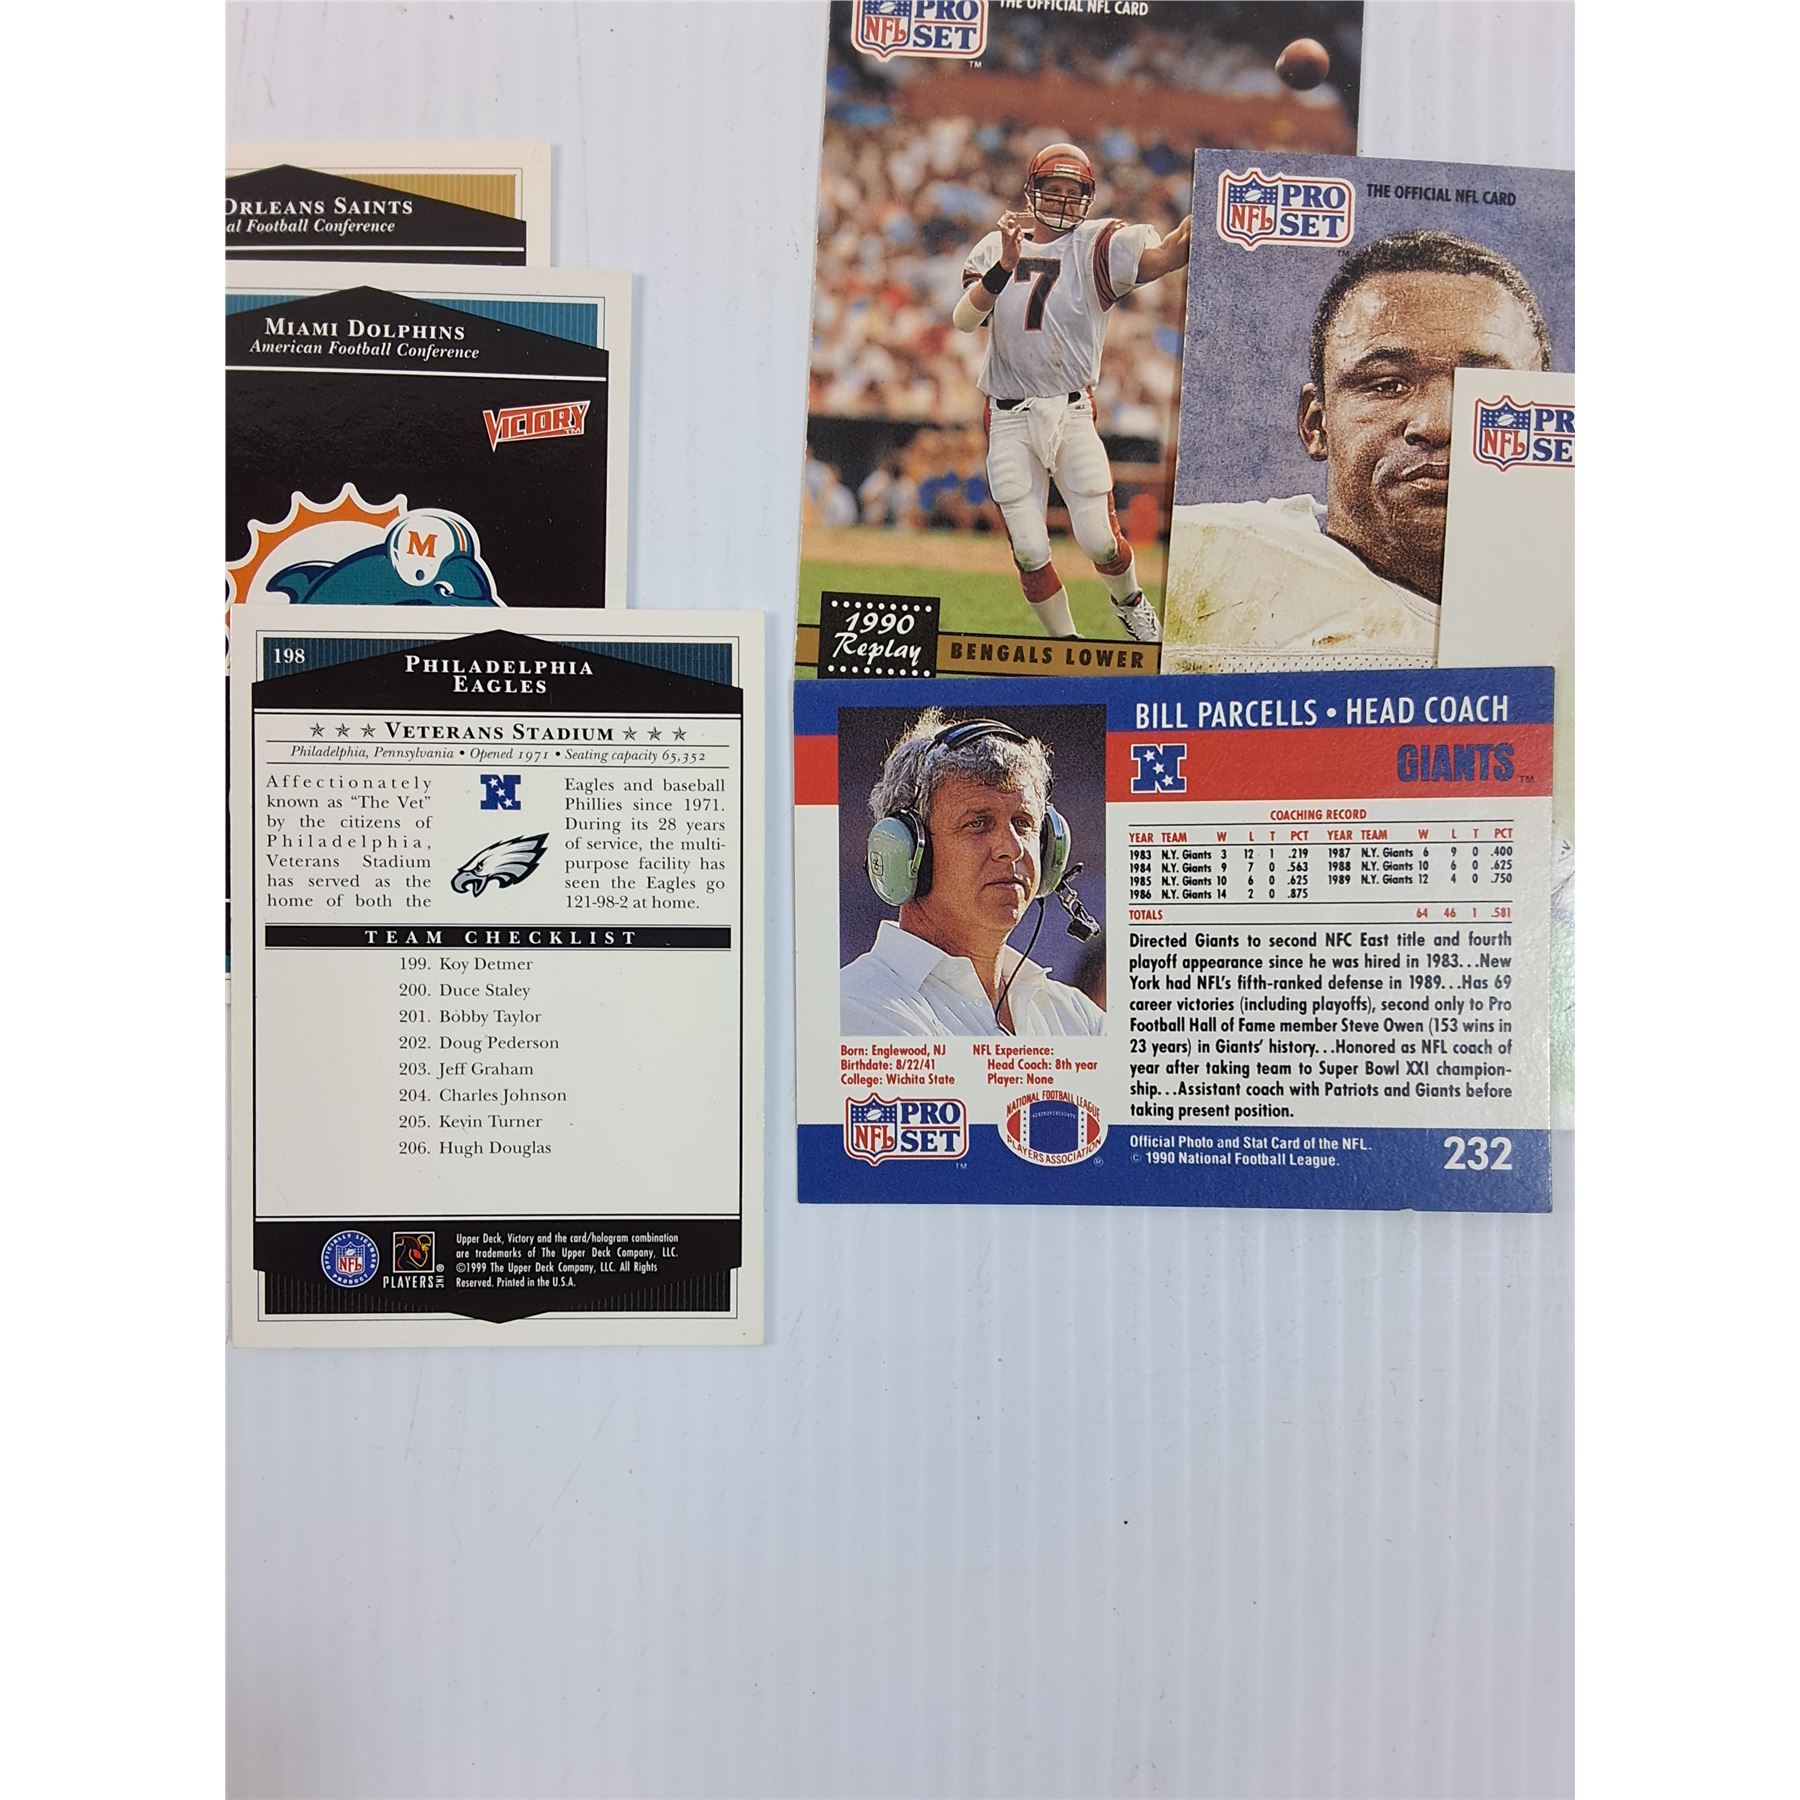 ORLEANS SAINTS
al Football Conference
MIAMI DOLPHINS
American Football Conference
VICTORY
TM
M
198
PHILADELPHIA
EAGLES
VETERANS STADIUM
Philadelphia, Pennsylvania • Opened 1971 • Seating capacity 65,352
Affectionately
known as "The Vet"
by the citizens of
Philadelphia,
Veterans Stadium
has served as the
home of both the
N
Eagles and baseball
Phillies since 1971.
During its 28 years
of service, the multi-
purpose facility has
seen the Eagles go
121-98-2 at home.
TEAM CHECKLIST
199. Koy Detmer
200. Duce Staley
201. Bobby Taylor
202. Doug Pederson
203. Jeff Graham
204. Charles Johnson
205. Kevin Turner
206. Hugh Douglas
OFFICIALLY LICENSED
NFL
PRODUCT
PLAYERS INC
®
Upper Deck, Victory and the card/hologram combination
are trademarks of The Upper Deck Company, LLC.
©1999 The Upper Deck Company, LLC. All Rights
Reserved. Printed in the U.S.A.
NFL PRO SET
TM
THE OFFICIAL NFL CARD
7
1990
Replay
BENGALS LOWER
NFL PRO SET
TM
THE OFFICIAL NFL CARD
NFL PR
SE
BILL PARCELLS • HEAD COACH
N
GIANTS
TM
COACHING RECORD
YEAR TEAM W L T PCT YEAR TEAM W L T PCT
1983 N.Y. Giants 3 12 1 .219 1987 N.Y. Giants 6 9 0 .400
1984 N.Y. Giants 9 7 0 .563 1988 N.Y. Giants 10 6 0 .625
1985 N.Y. Giants 10 6 0 .625 1989 N.Y. Giants 12 4 0 .750
1986 N.Y. Giants 14 2 0 .875
TOTALS 64 46 1 .581
Directed Giants to second NFC East title and fourth
playoff appearance since he was hired in 1983...New
York had NFL's fifth-ranked defense in 1989...Has 69
career victories (including playoffs), second only to Pro
Football Hall of Fame member Steve Owen (153 wins in
23 years) in Giants' history...Honored as NFL coach of
year after taking team to Super Bowl XXI champion-
ship...Assistant coach with Patriots and Giants before
taking present position.
Born: Englewood, NJ
Birthdate: 8/22/41
College: Wichita State
NFL Experience:
Head Coach: 8th year
Player: None
NFL PRO SET
TM
NATIONAL FOOTBALL LEAGUE
PLAYERS ASSOCIATION
®
Official Photo and Stat Card of the NFL.
© 1990 National Football League.
232